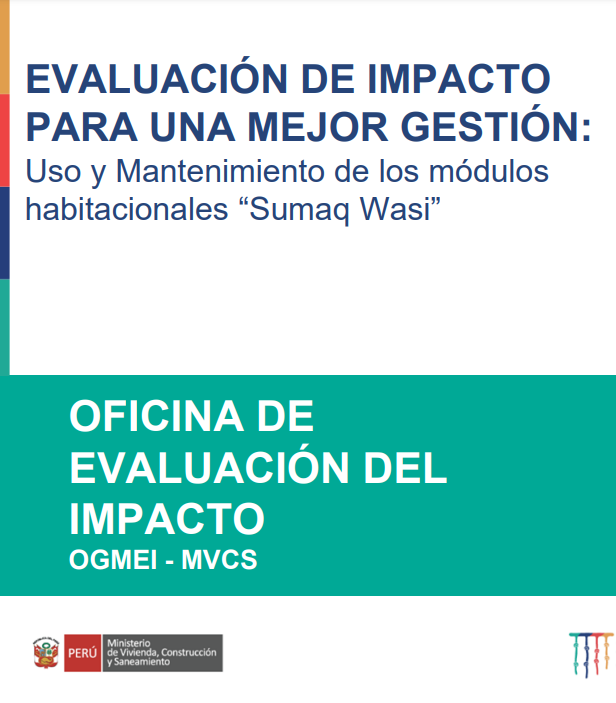 EVALUACIÓN DE IMPACTO
PARA UNA MEJOR GESTIÓN:
Uso y Mantenimiento de los módulos
habitacionales “Sumaq Wasi”
OFICINA DE
EVALUACIÓN DEL
IMPACTO
OGMEI - MVCS
PERÚ
Ministerio
de Vivienda, Construcción
y Saneamiento